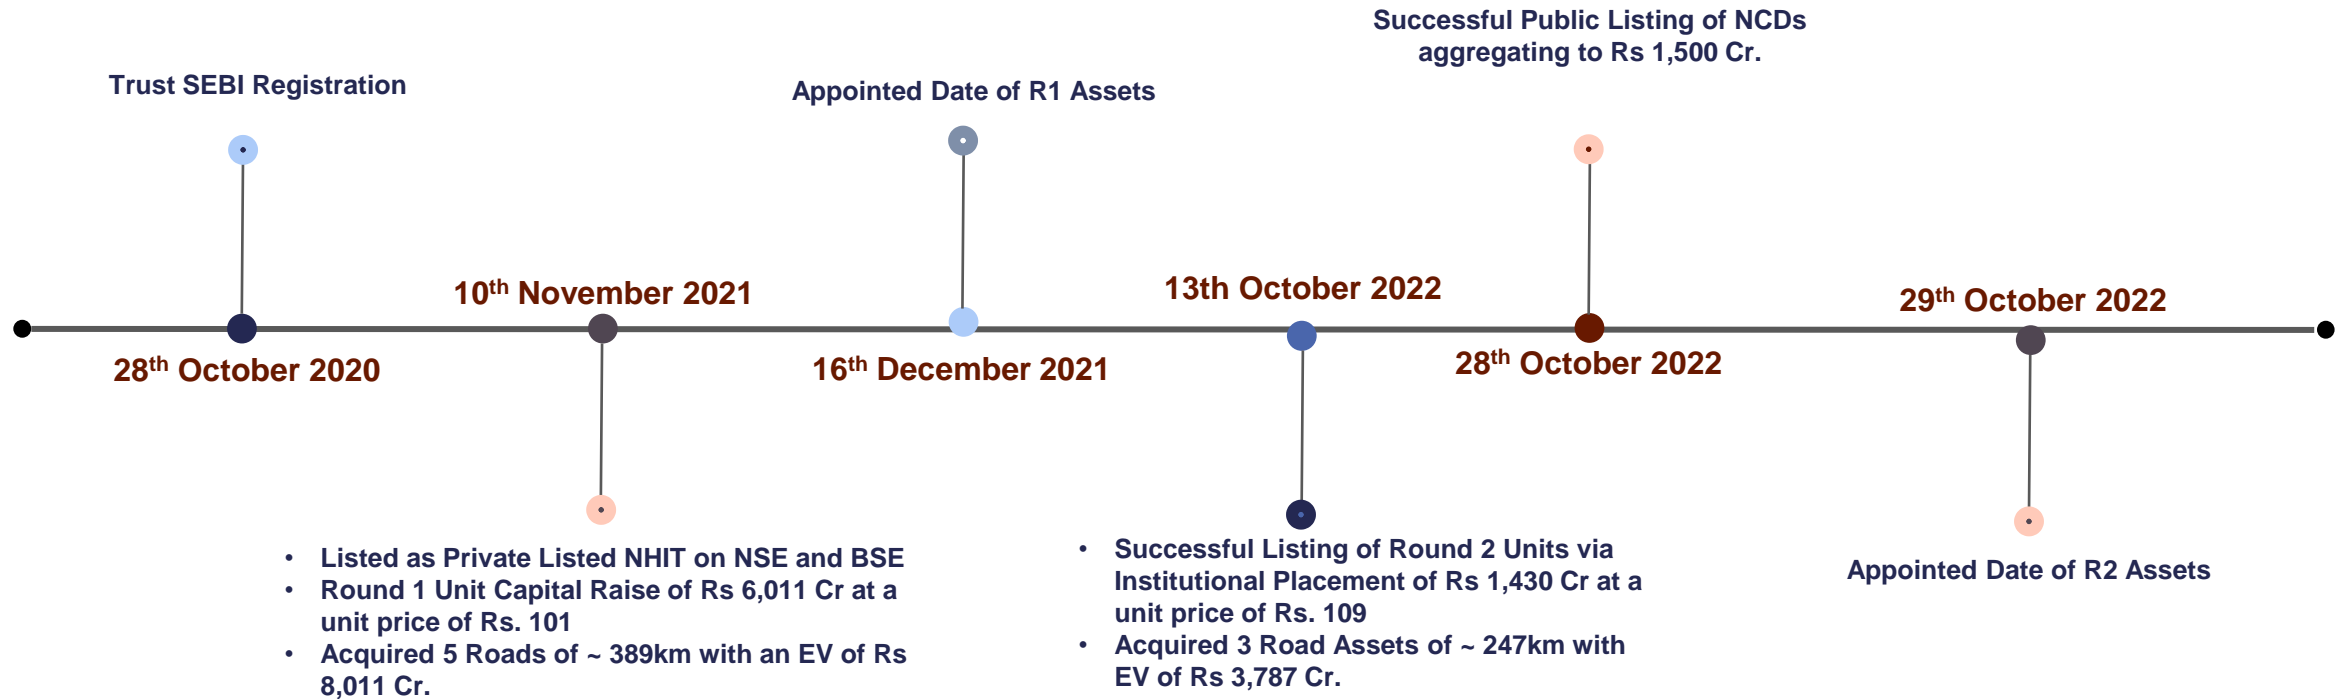 Trust SEBI Registration
28th October 2020
10th November 2021
• Listed as Private Listed NHIT on NSE and BSE
• Round 1 Unit Capital Raise of Rs 6,011 Cr at a
unit price of Rs. 101
• Acquired 5 Roads of ~ 389km with an EV of Rs
8,011 Cr.
Appointed Date of R1 Assets
16th December 2021
13th October 2022
• Successful Listing of Round 2 Units via
Institutional Placement of Rs 1,430 Cr at a
unit price of Rs. 109
• Acquired 3 Road Assets of ~ 247km with
EV of Rs 3,787 Cr.
Successful Public Listing of NCDs
aggregating to Rs 1,500 Cr.
28th October 2022
29th October 2022
Appointed Date of R2 Assets